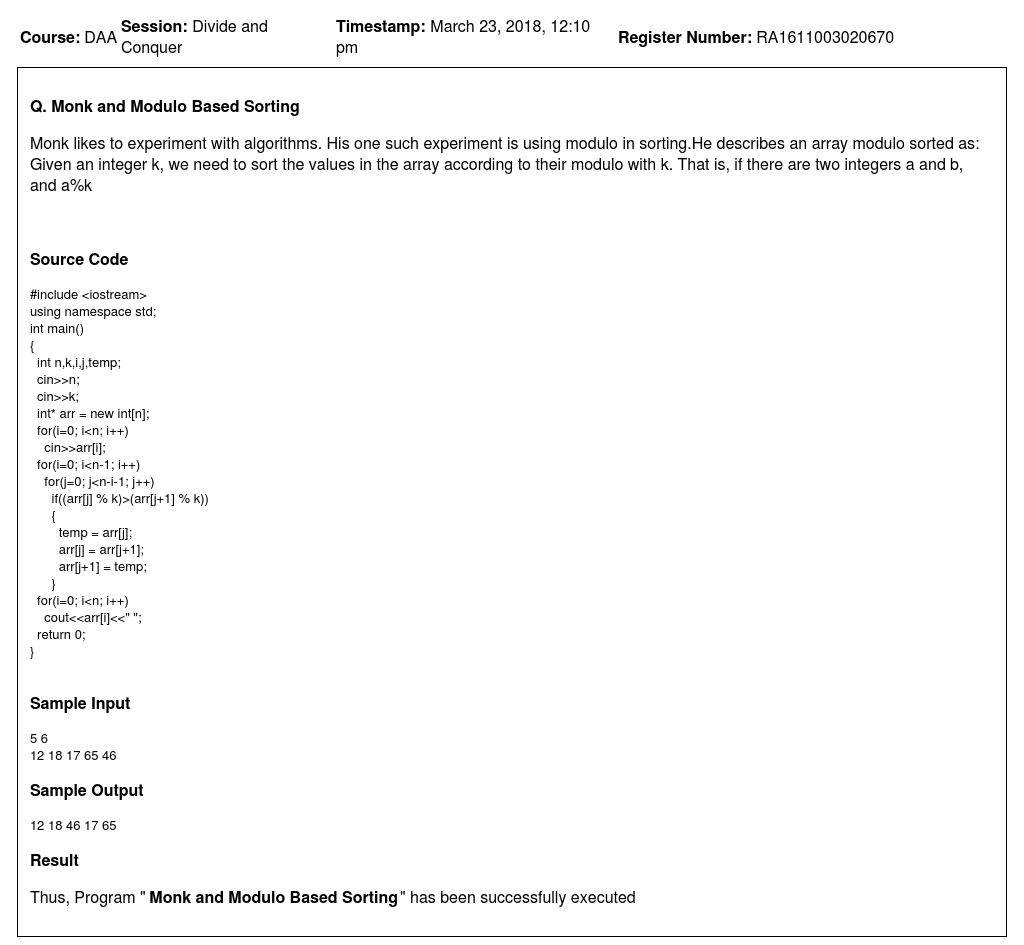 Course: DAA Session: Divide and Conquer Timestamp: March 23, 2018, 12:10 pm Register Number: RA1611003020670
Q. Monk and Modulo Based Sorting
Monk likes to experiment with algorithms. His one such experiment is using modulo in sorting.He describes an array modulo sorted as:
Given an integer k, we need to sort the values in the array according to their modulo with k. That is, if there are two integers a and b,
and a%k
Source Code
#include <iostream>
using namespace std;
int main()
{
  int n,k,i,j,temp;
  cin>>n;
  cin>>k;
  int* arr = new int[n];
  for(i=0; i<n; i++)
    cin>>arr[i];
  for(i=0; i<n-1; i++)
    for(j=0; j<n-i-1; j++)
      if((arr[j] % k)>(arr[j+1] % k))
      {
        temp = arr[j];
        arr[j] = arr[j+1];
        arr[j+1] = temp;
      }
  for(i=0; i<n; i++)
    cout<<arr[i]<<" ";
  return 0;
}
Sample Input
5 6
12 18 17 65 46
Sample Output
12 18 46 17 65
Result
Thus, Program " Monk and Modulo Based Sorting" has been successfully executed